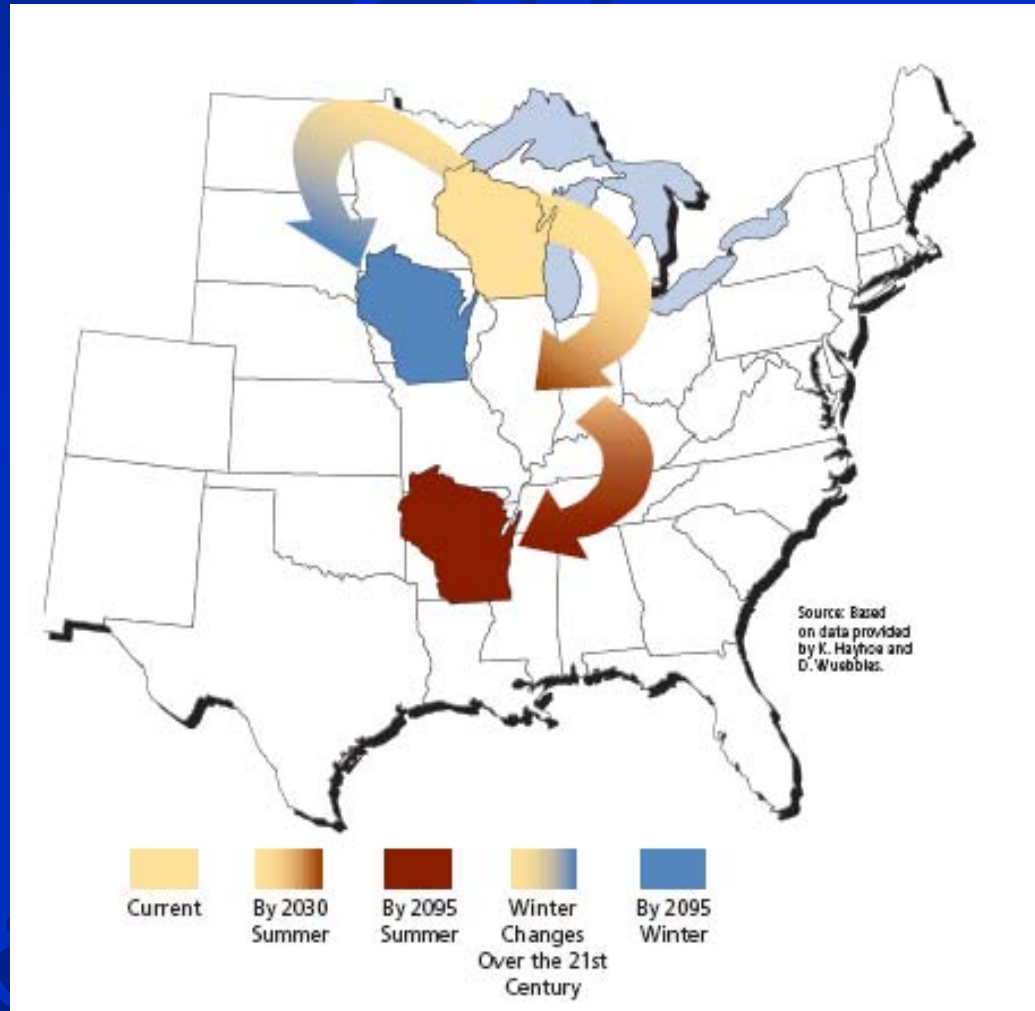 Source: Based
on data provided
by K. Hayhoe and
D. Wuebbles.
Current
By 2030
Summer
By 2095
Summer
Winter
Changes
Over the 21st
Century
By 2095
Winter